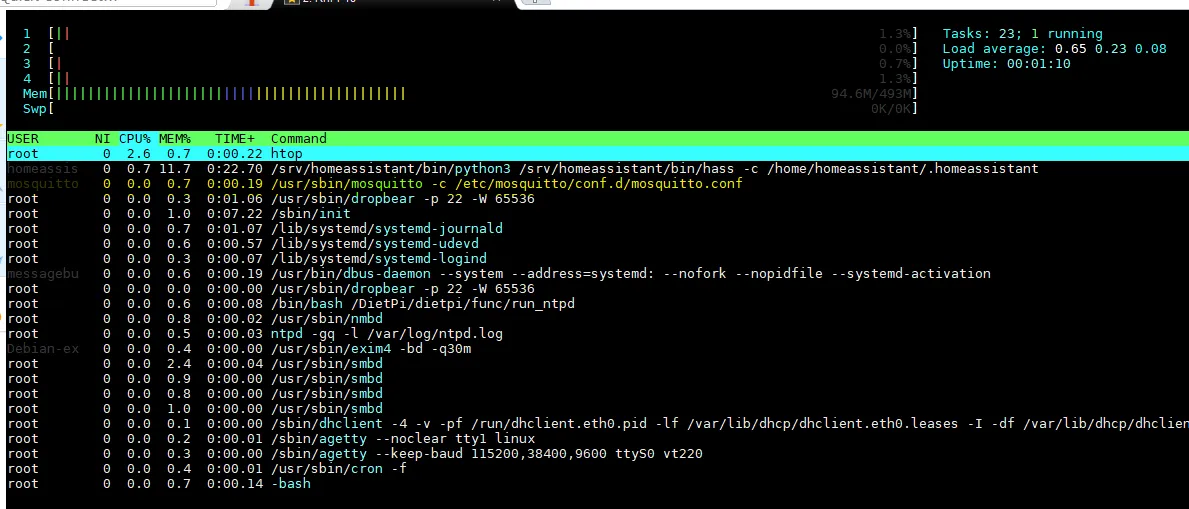 1 [|| 1.3%] Tasks: 23; 1 running
2 [ 0.0%] Load average: 0.65 0.23 0.08
3 [| 0.7%] Uptime: 00:01:10
4 [|| 1.3%]
Mem[||||||||||||||||||||||||||||||||||||||||||||94.6M/493M]
Swp[ 0K/0K]
USER NI CPU% MEM% TIME+ Command
root 0 2.6 0.7 0:00.22 htop
homeassis 0 0.7 11.7 0:22.70 /srv/homeassistant/bin/python3 /srv/homeassistant/bin/hass -c /home/homeassistant/.homeassistant
mosquitto 0 0.0 0.7 0:00.19 /usr/sbin/mosquitto -c /etc/mosquitto/conf.d/mosquitto.conf
root 0 0.0 0.3 0:01.06 /usr/sbin/dropbear -p 22 -W 65536
root 0 0.0 1.0 0:07.22 /sbin/init
root 0 0.0 0.7 0:01.07 /lib/systemd/systemd-journald
root 0 0.0 0.6 0:00.57 /lib/systemd/systemd-udevd
root 0 0.0 0.3 0:00.07 /lib/systemd/systemd-logind
messagebu 0 0.0 0.6 0:00.19 /usr/bin/dbus-daemon --system --address=systemd: --nofork --nopidfile --systemd-activation
root 0 0.0 0.0 0:00.00 /usr/sbin/dropbear -p 22 -W 65536
root 0 0.0 0.6 0:00.08 /bin/bash /DietPi/dietpi/func/run_ntpd
root 0 0.0 0.8 0:00.02 /usr/sbin/nmbd
root 0 0.0 0.5 0:00.03 ntpd -gq -l /var/log/ntpd.log
Debian-ex 0 0.0 0.4 0:00.00 /usr/sbin/exim4 -bd -q30m
root 0 0.0 2.4 0:00.04 /usr/sbin/smbd
root 0 0.0 0.9 0:00.00 /usr/sbin/smbd
root 0 0.0 0.8 0:00.00 /usr/sbin/smbd
root 0 0.0 1.0 0:00.00 /usr/sbin/smbd
root 0 0.0 0.1 0:00.00 /sbin/dhclient -4 -v -pf /run/dhclient.eth0.pid -lf /var/lib/dhcp/dhclient.eth0.leases -I -df /var/lib/dhcp/dhclien
root 0 0.0 0.2 0:00.01 /sbin/agetty --noclear tty1 linux
root 0 0.0 0.3 0:00.00 /sbin/agetty --keep-baud 115200,38400,9600 ttyS0 vt220
root 0 0.0 0.4 0:00.01 /usr/sbin/cron -f
root 0 0.0 0.7 0:00.14 -bash